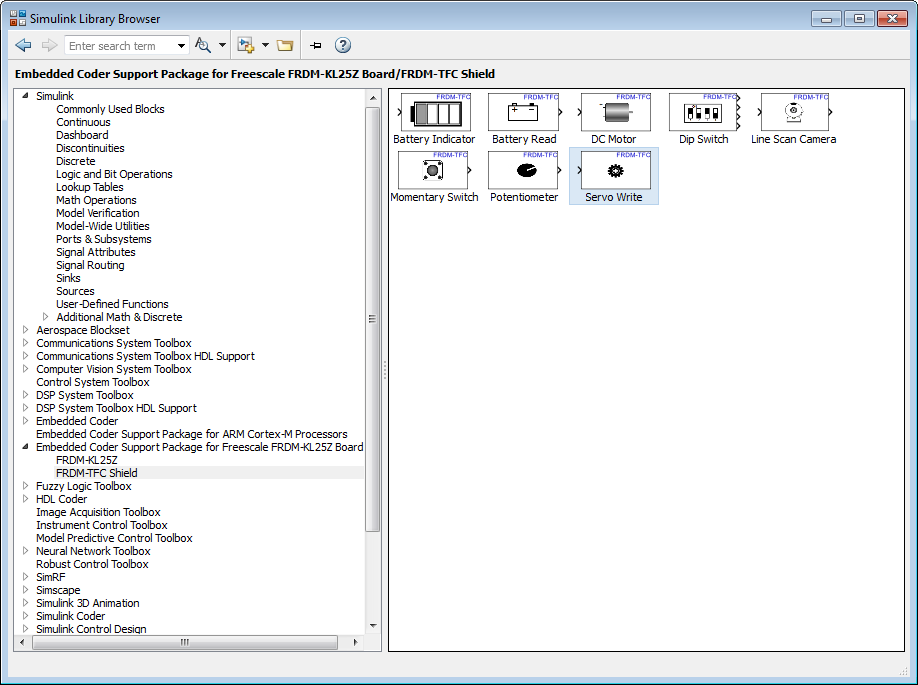 Simulink Library Browser
Enter search term
Embedded Coder Support Package for Freescale FRDM-KL25Z Board/FRDM-TFC Shield
Simulink
Commonly Used Blocks
Continuous
Dashboard
Discontinuities
Discrete
Logic and Bit Operations
Lookup Tables
Math Operations
Model Verification
Model-Wide Utilities
Ports & Subsystems
Signal Attributes
Signal Routing
Sinks
Sources
User-Defined Functions
Additional Math & Discrete
Aerospace Blockset
Communications System Toolbox
Communications System Toolbox HDL Support
Computer Vision System Toolbox
Control System Toolbox
DSP System Toolbox
DSP System Toolbox HDL Support
Embedded Coder
Embedded Coder Support Package for ARM Cortex-M Processors
Embedded Coder Support Package for Freescale FRDM-KL25Z Board
FRDM-KL25Z
FRDM-TFC Shield
Fuzzy Logic Toolbox
HDL Coder
Image Acquisition Toolbox
Instrument Control Toolbox
Model Predictive Control Toolbox
Neural Network Toolbox
Robust Control Toolbox
SimRF
Simscape
Simulink 3D Animation
Simulink Coder
Simulink Control Design
FRDM-TFC FRDM-TFC FRDM-TFC FRDM-TFC FRDM-TFC
Battery Indicator Battery Read DC Motor Dip Switch Line Scan Camera
FRDM-TFC FRDM-TFC FRDM-TFC
Momentary Switch Potentiometer Servo Write